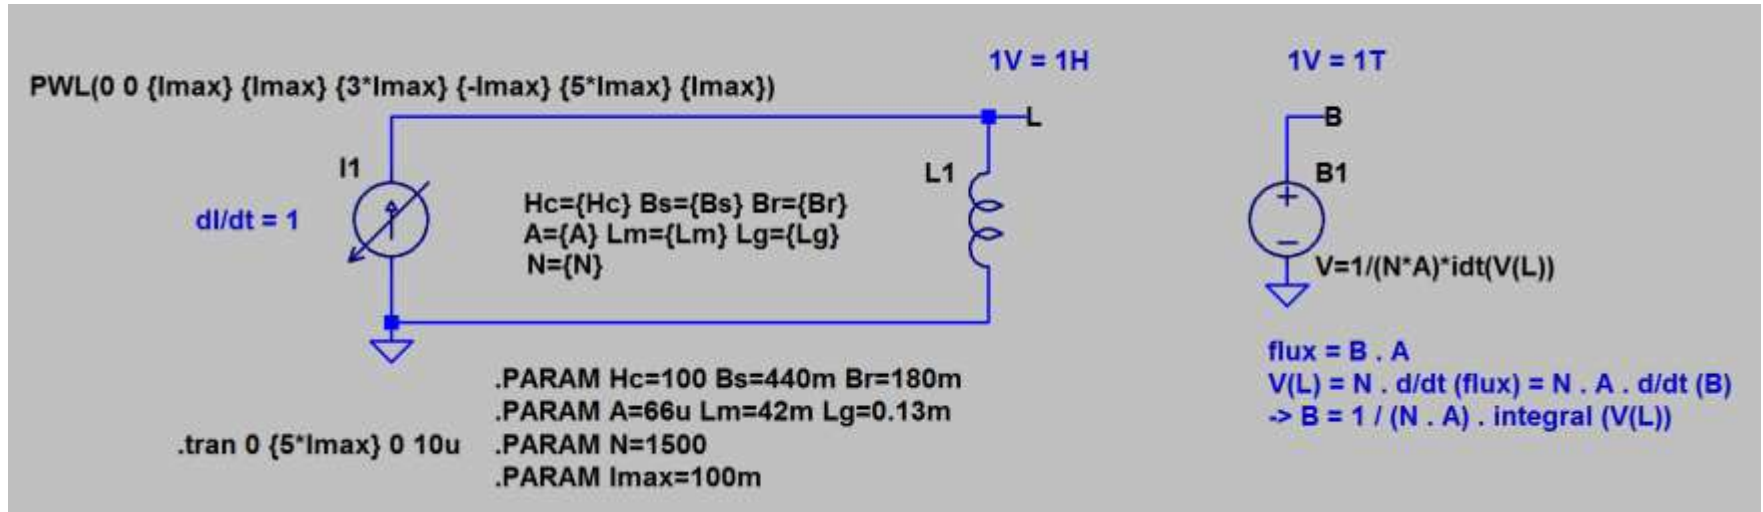 1V = 1H
1V = 1T
PWL(0 0 {Imax} {Imax} {3*Imax} {-Imax} {5*Imax} {Imax})
L
B
I1
L1
B1
dI/dt = 1
Hc={Hc} Bs={Bs} Br={Br}
A={A} Lm={Lm} Lg={Lg}
N={N}
V=1/(N*A)*idt(V(L))
flux = B . A
V(L) = N . d/dt (flux) = N . A . d/dt (B)
-> B = 1 / (N . A) . integral (V(L))
.PARAM Hc=100 Bs=440m Br=180m
.PARAM A=66u Lm=42m Lg=0.13m
.tran 0 {5*Imax} 0 10u
.PARAM N=1500
.PARAM Imax=100m